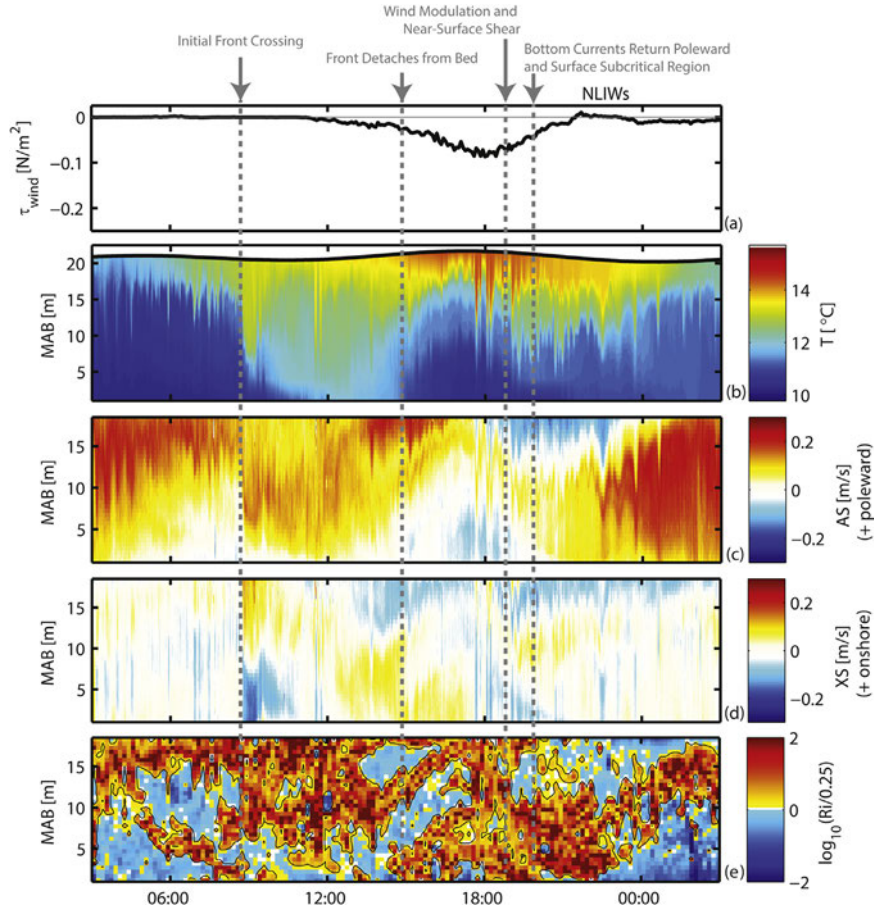 Wind Modulation and
Near-Surface Shear
Initial Front Crossing
Front Detaches from Bed
Bottom Currents Return Poleward
and Surface Subcritical Region
NLIWs
0
−0.1
−0.2
τwind [N/m²]
(a)
20
15
10
5
MAB [m]
(b)
14
12
10
T [°C]
15
10
5
MAB [m]
(c)
0.2
0
−0.2
AS [m/s]
(+ poleward)
15
10
5
MAB [m]
(d)
0.2
0
−0.2
XS [m/s]
(+ onshore)
15
10
5
MAB [m]
(e)
2
0
−2
log10(Ri/0.25)
06:00 12:00 18:00 00:00